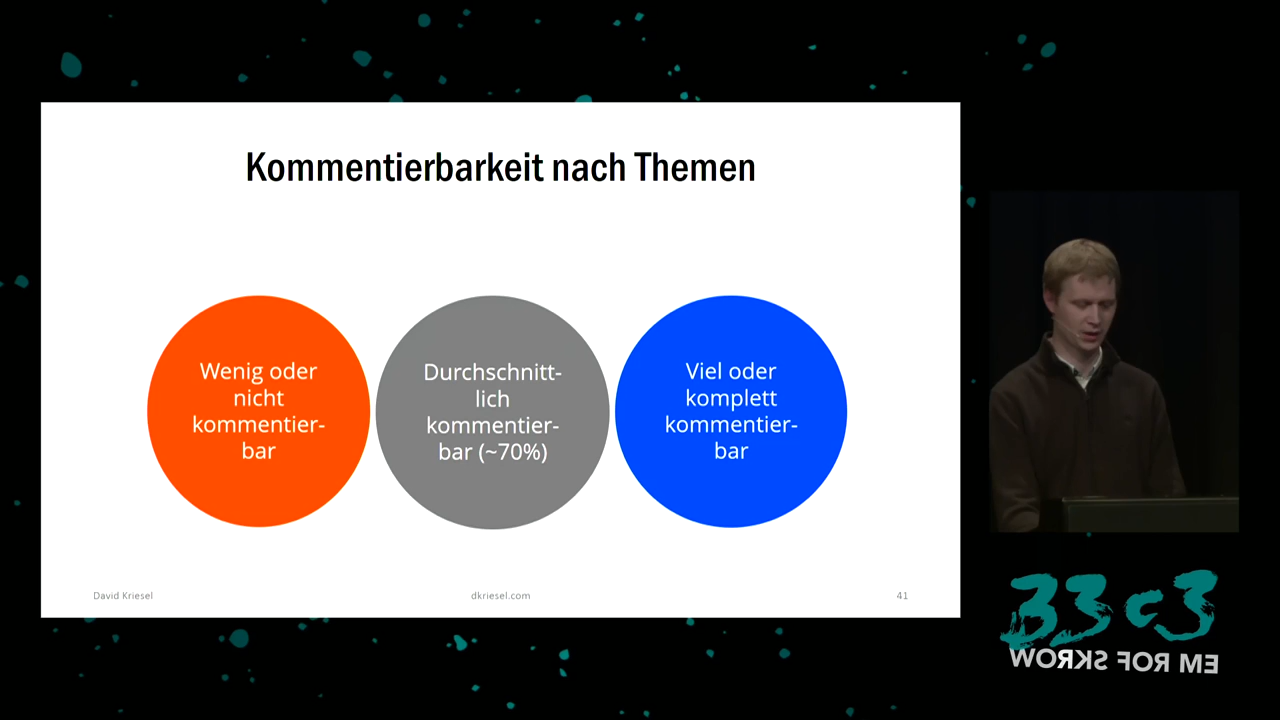 Kommentierbarkeit nach Themen
Wenig oder
nicht
kommentier-
bar
Durchschnitt-
lich
kommentier-
bar (~70%)
Viel oder
komplett
kommentier-
bar
David Kriesel
dkriesel.com
41
33c3
WORKS FOR ME